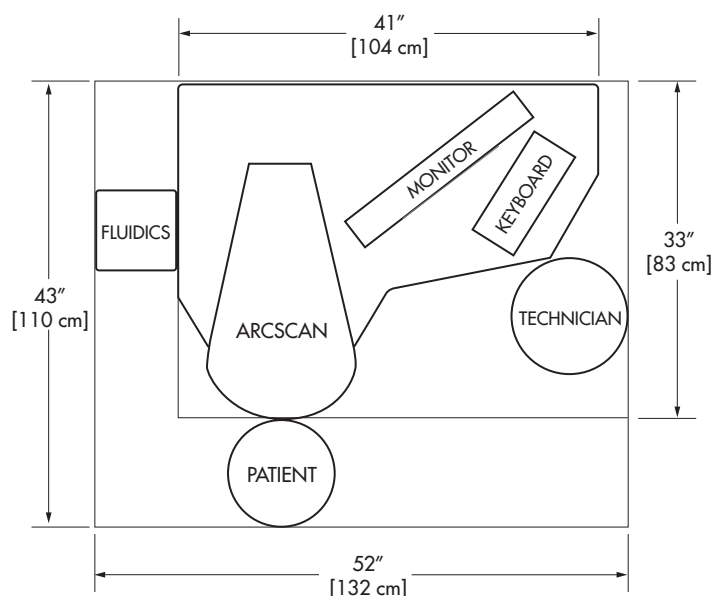 41″
[104 cm]
MONITOR
KEYBOARD
FLUIDICS
33″
[83 cm]
43″
[110 cm]
ARCSCAN
TECHNICIAN
PATIENT
52″
[132 cm]